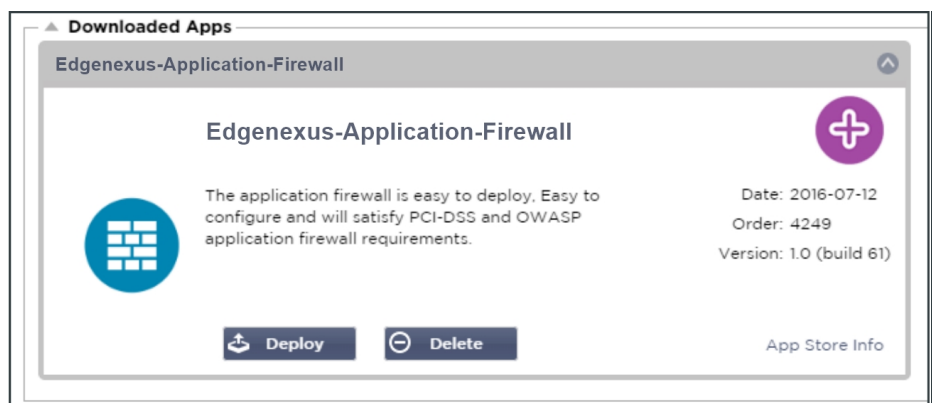 Downloaded Apps
Edgenexus-Application-Firewall
Edgenexus-Application-Firewall
The application firewall is easy to deploy, Easy to
configure and will satisfy PCI-DSS and OWASP
application firewall requirements.
Date: 2016-07-12
Order: 4249
Version: 1.0 (build 61)
Deploy
Delete
App Store Info